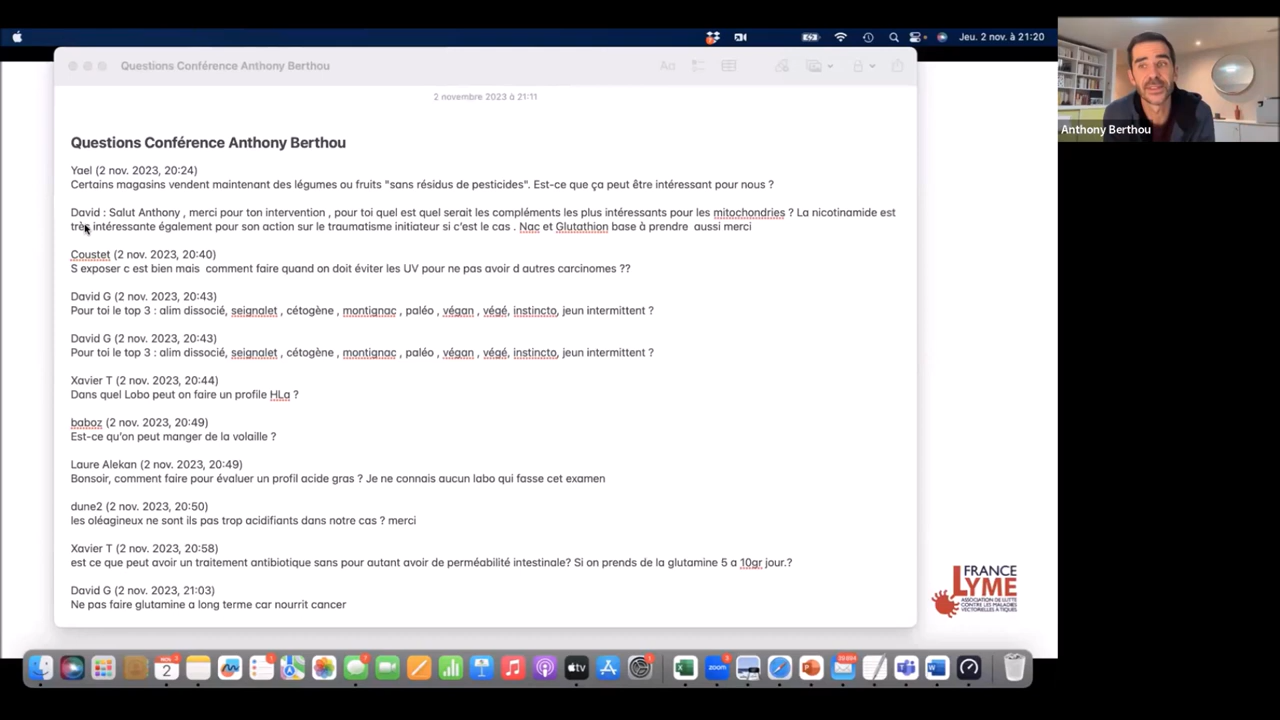 Jeu. 2 nov. à 21:20
Questions Conférence Anthony Berthou
Aa
2 novembre 2023 à 21:11
Questions Conférence Anthony Berthou
Yael (2 nov. 2023, 20:24)
Certains magasins vendent maintenant des légumes ou fruits "sans résidus de pesticides". Est-ce que ça peut être intéressant pour nous ?
David : Salut Anthony , merci pour ton intervention , pour toi quel est quel serait les compléments les plus intéressants pour les mitochondries ? La nicotinamide est
très intéressante également pour son action sur le traumatisme initiateur si c'est le cas . Nac et Glutathion base à prendre  aussi merci
Coustet (2 nov. 2023, 20:40)
S exposer c est bien mais  comment faire quand on doit éviter les UV pour ne pas avoir d autres carcinomes ??
David G (2 nov. 2023, 20:43)
Pour toi le top 3 : alim dissocié, seignalet , cétogène , montignac , paléo , végan , végé, instincto, jeun intermittent ?
David G (2 nov. 2023, 20:43)
Pour toi le top 3 : alim dissocié, seignalet , cétogène , montignac , paléo , végan , végé, instincto, jeun intermittent ?
Xavier T (2 nov. 2023, 20:44)
Dans quel Lobo peut on faire un profile HLa ?
baboz (2 nov. 2023, 20:49)
Est-ce qu'on peut manger de la volaille ?
Laure Alekan (2 nov. 2023, 20:49)
Bonsoir, comment faire pour évaluer un profil acide gras ? Je ne connais aucun labo qui fasse cet examen
dune2 (2 nov. 2023, 20:50)
les oléagineux ne sont ils pas trop acidifiants dans notre cas ? merci
Xavier T (2 nov. 2023, 20:58)
est ce que peut avoir un traitement antibiotique sans pour autant avoir de perméabilité intestinale? Si on prends de la glutamine 5 a 10gr jour.?
David G (2 nov. 2023, 21:03)
Ne pas faire glutamine a long terme car nourrit cancer
Anthony Berthou
FRANCE
LYME
ASSOCIATION DE LUTTE
CONTRE LES MALADIES
VECTORIELLES À TIQUES
2
tv
zoom